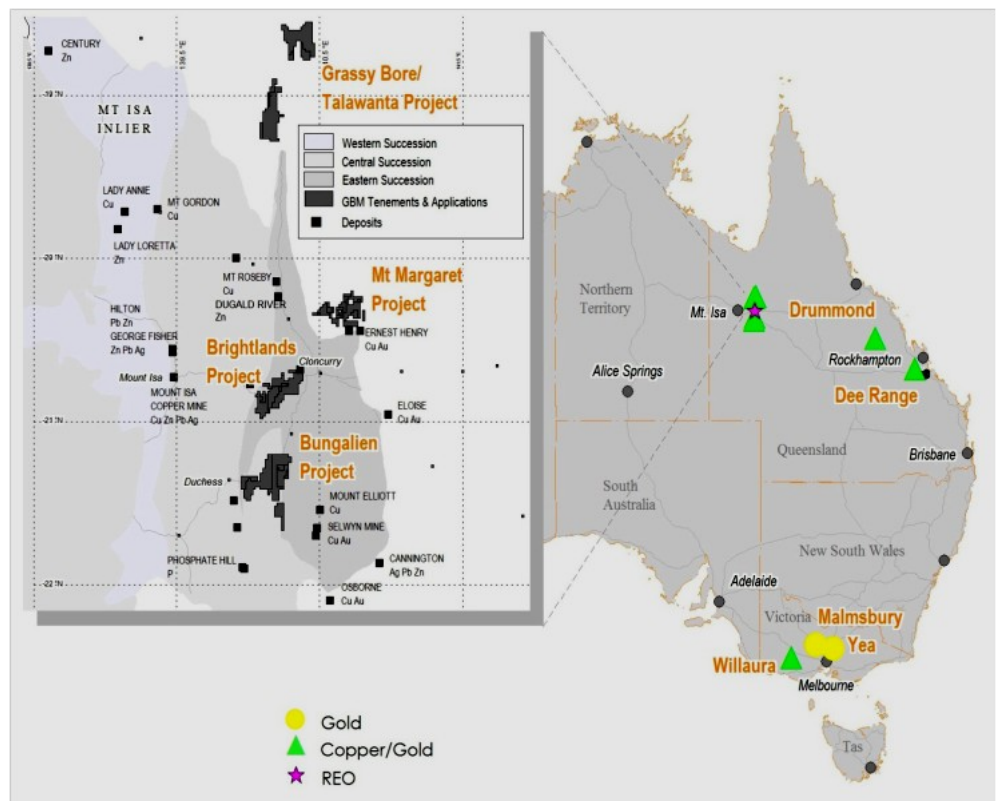 CENTURY
Zn
139.5 °E
Grassy Bore/
Talawanta Project
MT ISA
INLIER
Western Succession
Central Succession
Eastern Succession
GBM Tenements & Applications
Deposits
LADY ANNIE
Cu
MT GORDON
Cu
LADY LORETTA
Zn
MT ROSEBY
Cu
DUGALD RIVER
Zn
Mt Margaret
Project
HILTON
Pb Zn
GEORGE FISHER
Zn Pb Ag
ERNEST HENRY
Cu Au
Brightlands
Project
Cloncurry
Mount Isa
MOUNT ISA
COPPER MINE
Cu Zn Pb Ag
ELOISE
Cu Au
Bungalien
Project
Duchess
MOUNT ELLIOTT
Cu
SELWYN MINE
Cu Au
PHOSPHATE HILL
P
CANNINGTON
Ag Pb Zn
OSBORNE
Cu Au
Northern
Territory
Mt. Isa
Drummond
Rockhampton
Alice Springs
Dee Range
Queensland
Brisbane
South
Australia
New South Wales
Adelaide
Victoria
Malmsbury
Yea
Willaura
Melbourne
Tas
Gold
Copper/Gold
REO